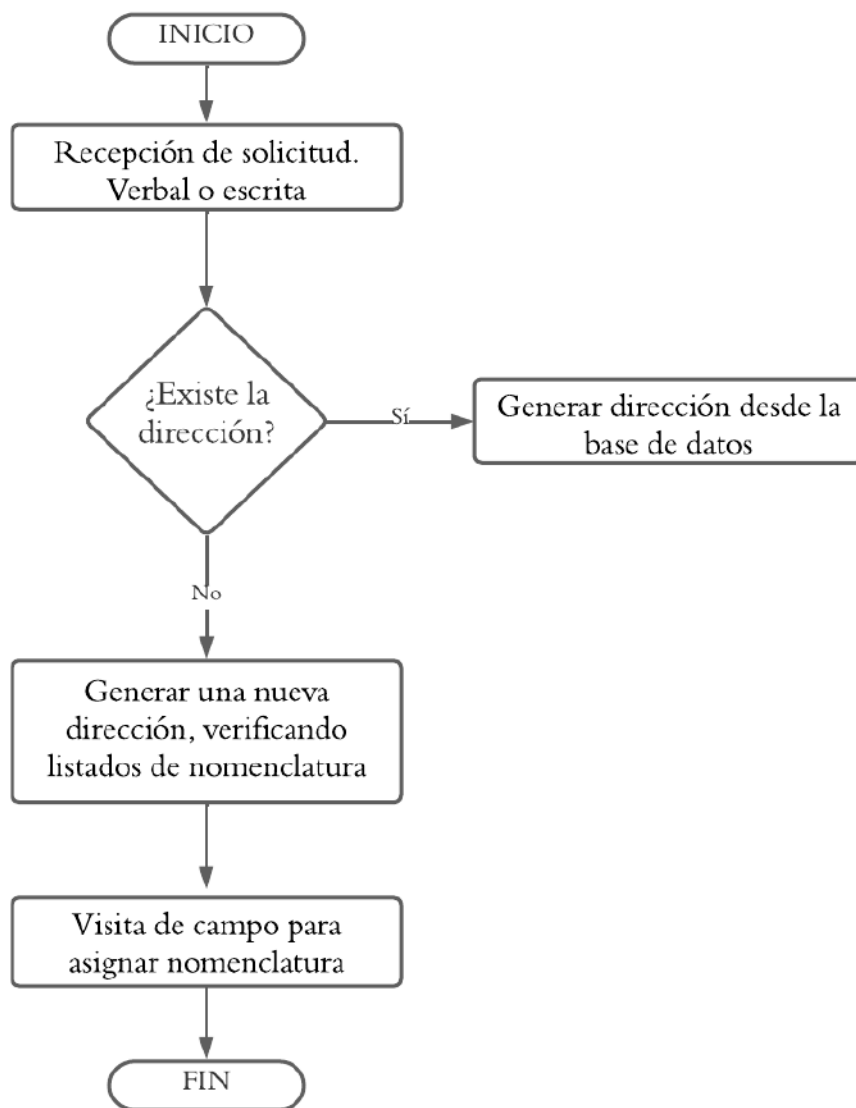 INICIO
Recepción de solicitud.
Verbal o escrita
¿Existe la
dirección?
Sí
Generar dirección desde la
base de datos
No
Generar una nueva
dirección, verificando
listados de nomenclatura
Visita de campo para
asignar nomenclatura
FIN